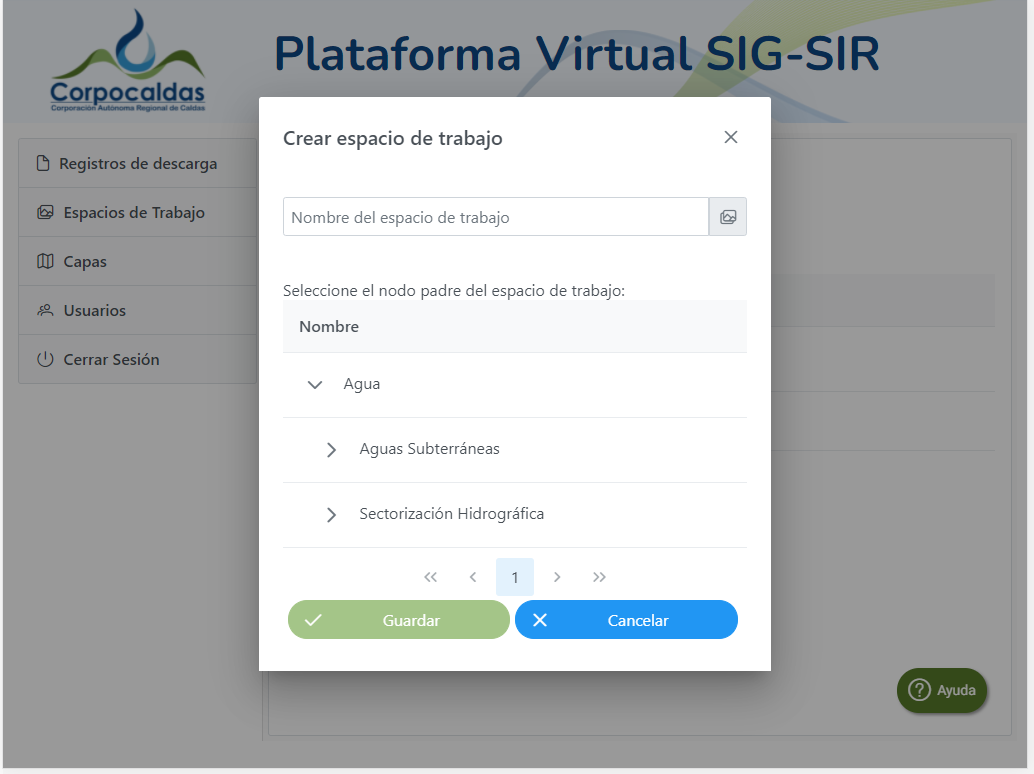 Corpocaldas
Corporación Autónoma Regional de Caldas
Plataforma Virtual SIG-SIR
Registros de descarga
Espacios de Trabajo
Capas
Usuarios
Cerrar Sesión
Crear espacio de trabajo
Nombre del espacio de trabajo
Seleccione el nodo padre del espacio de trabajo:
Nombre
Agua
Aguas Subterráneas
Sectorización Hidrográfica
1
Guardar
Cancelar
Ayuda